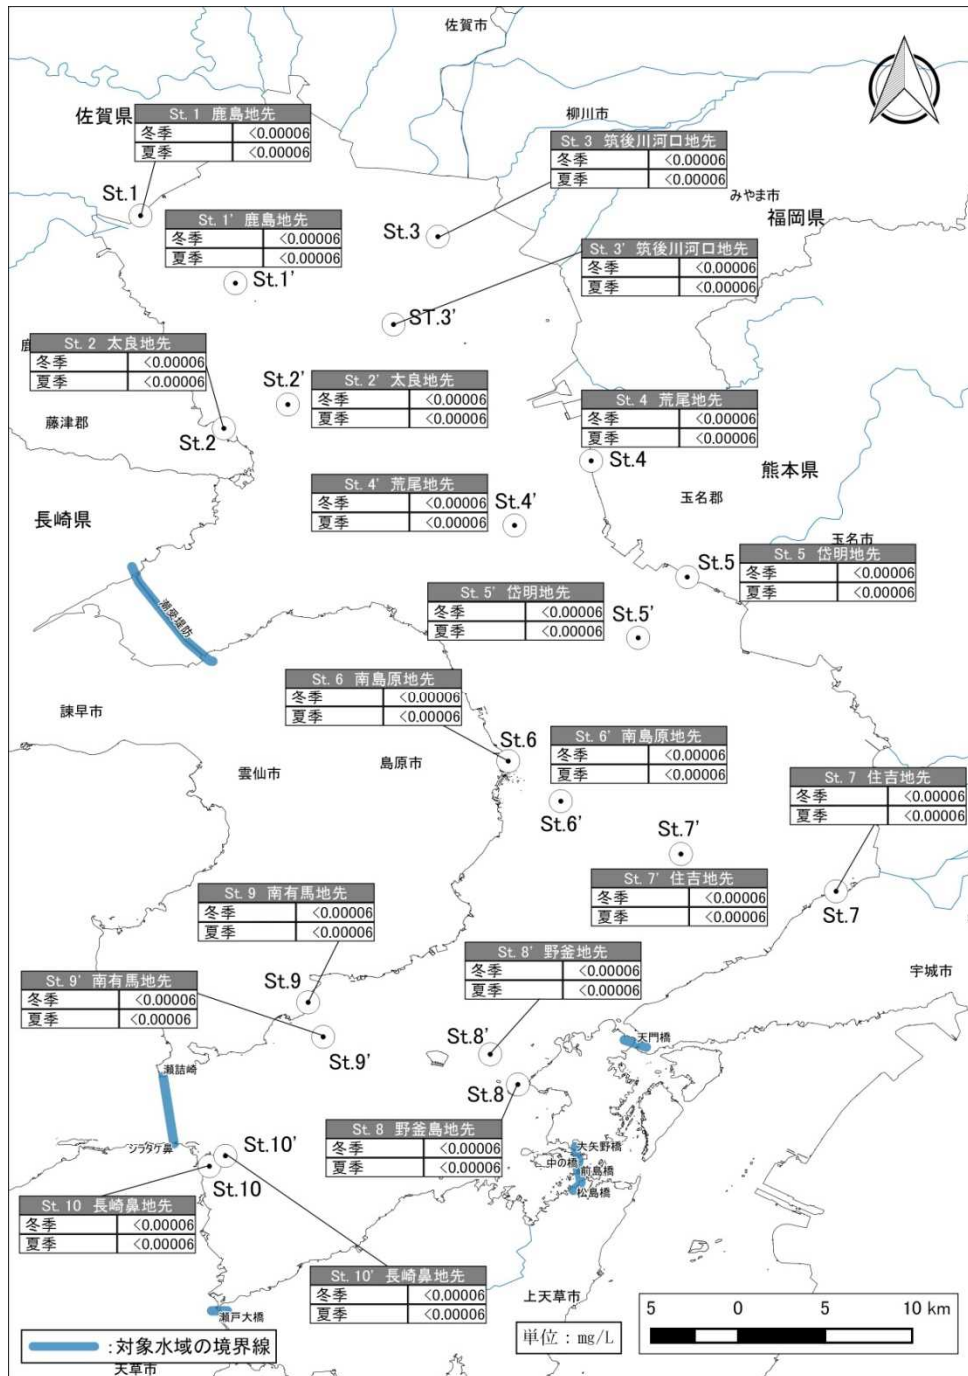 佐賀市
佐賀県
柳川市
St. 1 鹿島地先
冬季 <0.00006
夏季 <0.00006
St. 3 筑後川河口地先
冬季 <0.00006
夏季 <0.00006
みやま市
福岡県
St.1
St. 1' 鹿島地先
冬季 <0.00006
夏季 <0.00006
St.3
St. 3' 筑後川河口地先
冬季 <0.00006
夏季 <0.00006
St.1'
ST.3'
鹿
St. 2 太良地先
冬季 <0.00006
夏季 <0.00006
St.2'
St. 2' 太良地先
冬季 <0.00006
夏季 <0.00006
St. 4 荒尾地先
冬季 <0.00006
夏季 <0.00006
藤津郡
St.2
St.4
熊本県
St. 4' 荒尾地先
冬季 <0.00006
夏季 <0.00006
St.4'
玉名郡
長崎県
玉名市
St.5
St. 5 岱明地先
冬季 <0.00006
夏季 <0.00006
潮受堤防
St. 5' 岱明地先
冬季 <0.00006
夏季 <0.00006
St.5'
St. 6 南島原地先
冬季 <0.00006
夏季 <0.00006
諫早市
雲仙市
島原市
St.6
St. 6' 南島原地先
冬季 <0.00006
夏季 <0.00006
St. 7 住吉地先
冬季 <0.00006
夏季 <0.00006
St.6'
St.7'
St. 7' 住吉地先
冬季 <0.00006
夏季 <0.00006
St.7
St. 9 南有馬地先
冬季 <0.00006
夏季 <0.00006
St. 8' 野釜地先
冬季 <0.00006
夏季 <0.00006
宇城市
St. 9' 南有馬地先
冬季 <0.00006
夏季 <0.00006
St.9
St.9'
St.8'
天門橋
瀬詰崎
St.8
St. 8 野釜島地先
冬季 <0.00006
夏季 <0.00006
シラタケ鼻
St.10'
St.10
大矢野橋
中の橋
前島橋
松島橋
St. 10 長崎鼻地先
冬季 <0.00006
夏季 <0.00006
St. 10' 長崎鼻地先
冬季 <0.00006
夏季 <0.00006
上天草市
瀬戸大橋
5 0 5 10 km
単位：mg/L
:対象水域の境界線
天草市